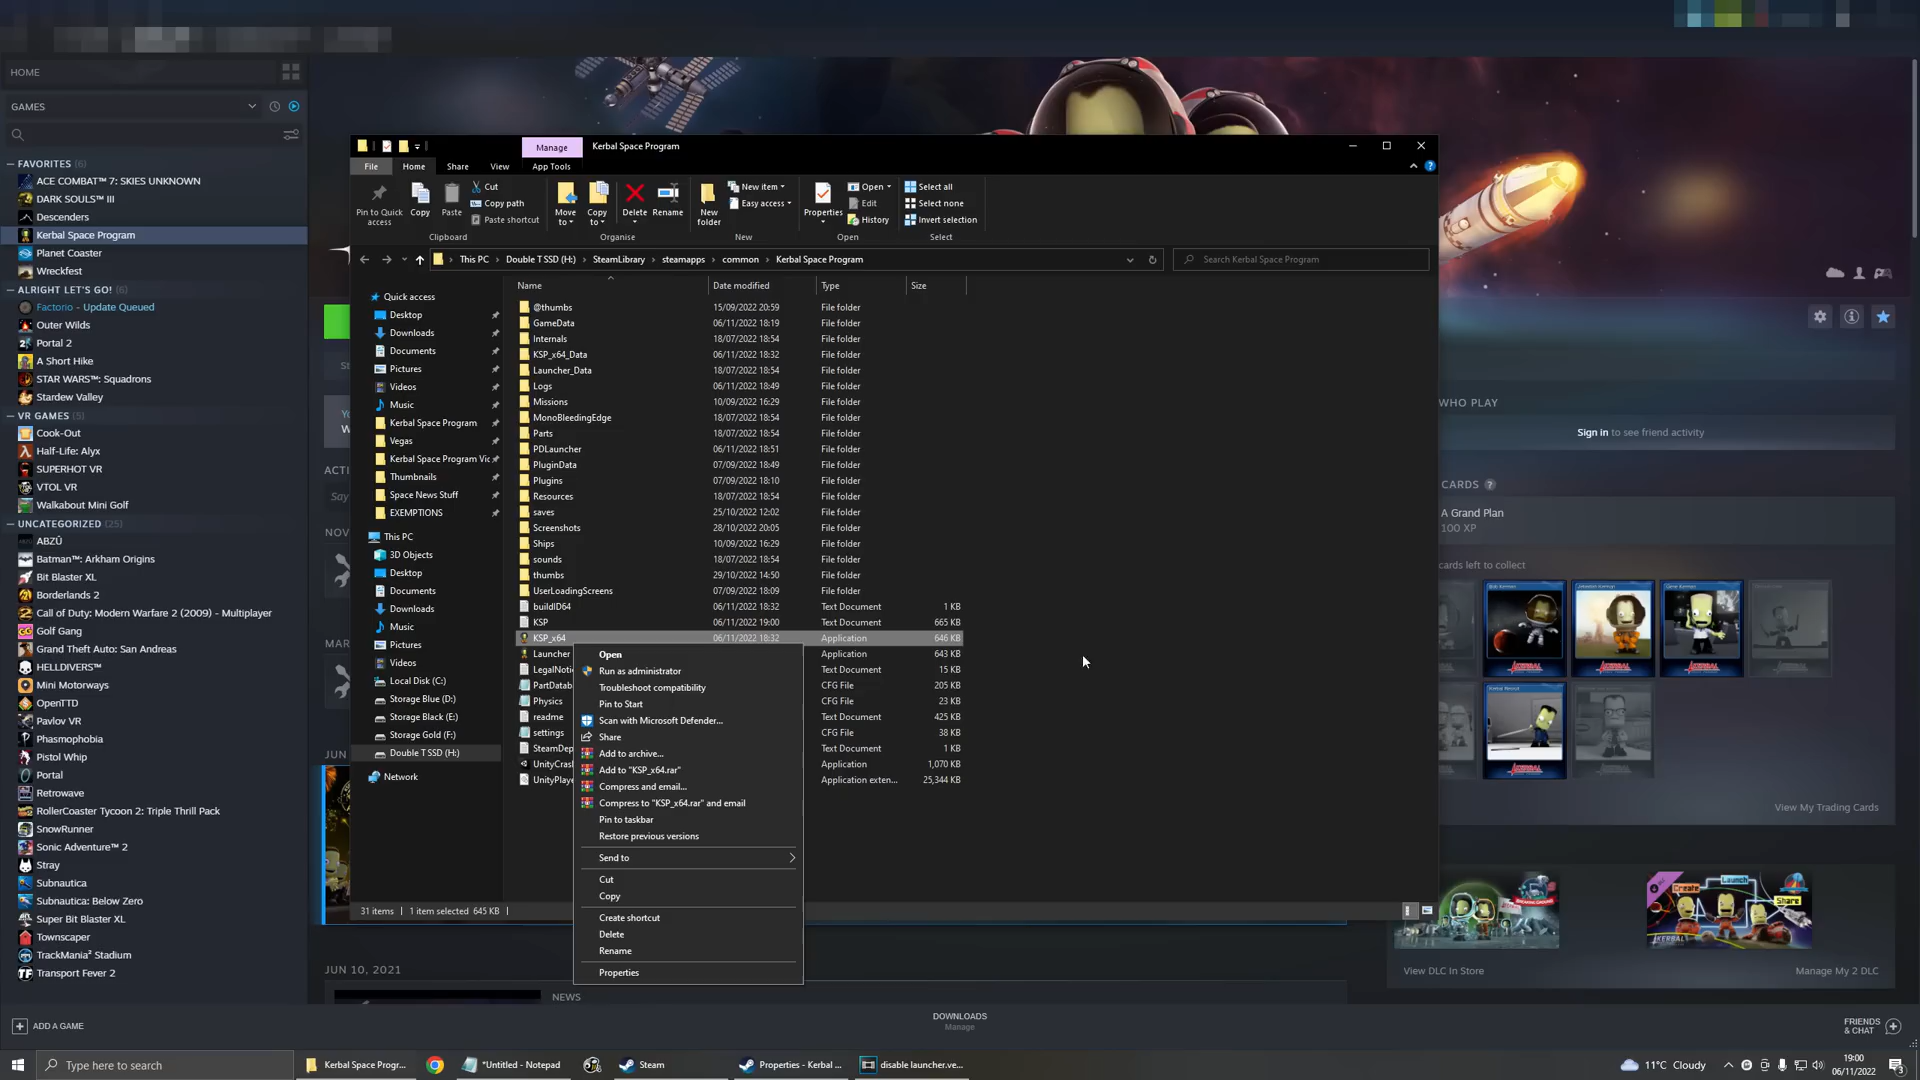 HOME
GAMES
FAVORITES (6)
ACE COMBAT™ 7: SKIES UNKNOWN
DARK SOULS™ III
Descenders
Kerbal Space Program
Planet Coaster
Wreckfest
ALRIGHT LET'S GO! (6)
Factorio - Update Queued
Outer Wilds
Portal 2
A Short Hike
STAR WARS™: Squadrons
Stardew Valley
VR GAMES (5)
Cook-Out
Half-Life: Alyx
SUPERHOT VR
VTOL VR
Walkabout Mini Golf
UNCATEGORIZED (25)
ABZÛ
Batman™: Arkham Origins
Bit Blaster XL
Borderlands 2
Call of Duty: Modern Warfare 2 (2009) - Multiplayer
Golf Gang
Grand Theft Auto: San Andreas
HELLDIVERS™
Mini Motorways
OpenTTD
Pavlov VR
Phasmophobia
Pistol Whip
Portal
Retrowave
RollerCoaster Tycoon 2: Triple Thrill Pack
SnowRunner
Sonic Adventure™ 2
Stray
Subnautica
Subnautica: Below Zero
Super Bit Blaster XL
Townscaper
TrackMania² Stadium
Transport Fever 2
ADD A GAME
Manage
Kerbal Space Program
File
Home
Share
View
App Tools
Pin to Quick access
Copy
Paste
Cut
Copy path
Paste shortcut
Move to
Copy to
Delete
Rename
New folder
New item
Easy access
Properties
Open
Edit
History
Select all
Select none
Invert selection
Clipboard
Organise
New
Open
Select
This PC
Double T SSD (H:)
SteamLibrary
steamapps
common
Kerbal Space Program
Search Kerbal Space Program
Quick access
Desktop
Downloads
Documents
Pictures
Videos
Music
Kerbal Space Program
Vegas
Kerbal Space Program Vic
Thumbnails
Space News Stuff
EXEMPTIONS
This PC
3D Objects
Desktop
Documents
Downloads
Music
Pictures
Videos
Local Disk (C:)
Storage Blue (D:)
Storage Black (E:)
Storage Gold (F:)
Double T SSD (H:)
Network
Name Date modified Type Size
@thumbs 15/09/2022 20:59 File folder
GameData 06/11/2022 18:19 File folder
Internals 18/07/2022 18:54 File folder
KSP_x64_Data 06/11/2022 18:32 File folder
Launcher_Data 18/07/2022 18:54 File folder
Logs 06/11/2022 18:49 File folder
Missions 10/09/2022 16:29 File folder
MonoBleedingEdge 18/07/2022 18:54 File folder
Parts 18/07/2022 18:54 File folder
PDLauncher 06/11/2022 18:51 File folder
PluginData 07/09/2022 18:49 File folder
Plugins 07/09/2022 18:10 File folder
Resources 18/07/2022 18:54 File folder
saves 25/10/2022 12:02 File folder
Screenshots 28/10/2022 20:05 File folder
Ships 10/09/2022 16:29 File folder
sounds 18/07/2022 18:54 File folder
thumbs 29/10/2022 14:50 File folder
UserLoadingScreens 07/09/2022 18:09 File folder
buildID64 06/11/2022 18:32 Text Document 1 KB
KSP 06/11/2022 19:00 Text Document 665 KB
KSP_x64 06/11/2022 18:32 Application 646 KB
Launcher Application 643 KB
LegalNotic Text Document 15 KB
PartDatab CFG File 205 KB
Physics CFG File 23 KB
readme Text Document 425 KB
settings CFG File 38 KB
SteamDep Text Document 1 KB
UnityCrash Application 1,070 KB
UnityPlaye Application exten... 25,344 KB
Open
Run as administrator
Troubleshoot compatibility
Pin to Start
Scan with Microsoft Defender...
Share
Add to archive...
Add to "KSP_x64.rar"
Compress and email...
Compress to "KSP_x64.rar" and email
Pin to taskbar
Restore previous versions
Send to
Cut
Copy
Create shortcut
Delete
Rename
Properties
31 items
1 item selected 645 KB
JUN 10, 2021
NEWS
WHO PLAY
Sign in to see friend activity
CARDS
A Grand Plan
100 XP
cards left to collect
View My Trading Cards
View DLC In Store
Manage My 2 DLC
DOWNLOADS
Manage
FRIENDS & CHAT
Type here to search
Kerbal Space Progr...
*Untitled - Notepad
Steam
Properties - Kerbal ...
disable launcher.ve...
11°C Cloudy
19:00
06/11/2022